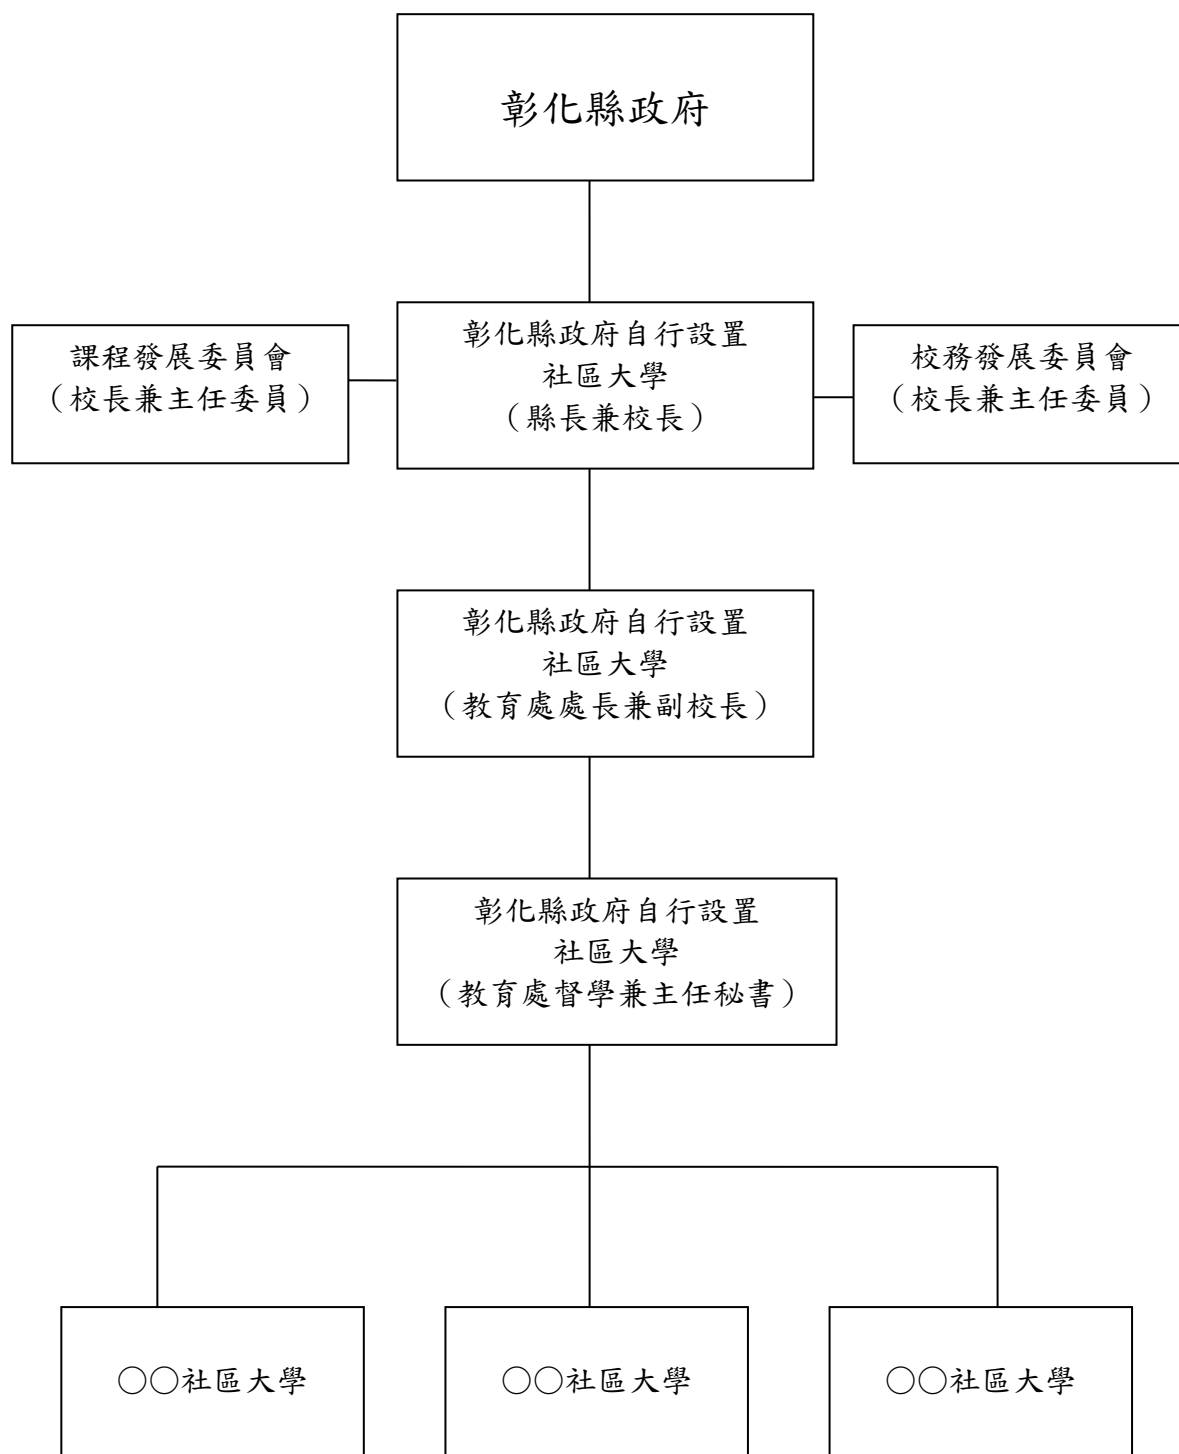 彰化縣政府
課程發展委員會
（校長兼主任委員）
彰化縣政府自行設置
社區大學
（縣長兼校長）
校務發展委員會
（校長兼主任委員）
彰化縣政府自行設置
社區大學
（教育處處長兼副校長）
彰化縣政府自行設置
社區大學
（教育處督學兼主任秘書）
○○社區大學
○○社區大學
○○社區大學